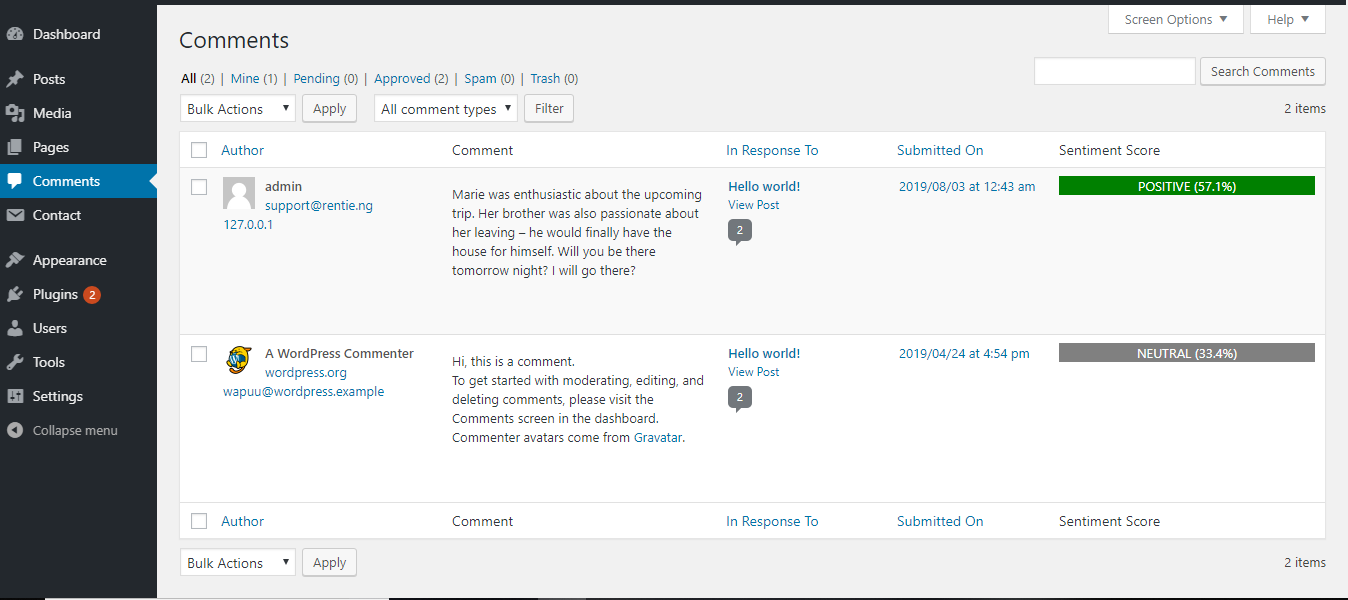 Screen Options ▼ Help ▼
Dashboard
Posts
Media
Pages
Comments
Contact
Appearance
Plugins 2
Users
Tools
Settings
Collapse menu
Comments
All (2) | Mine (1) | Pending (0) | Approved (2) | Spam (0) | Trash (0)
Search Comments
Bulk Actions ▼ Apply All comment types ▼ Filter 2 items
Author Comment In Response To Submitted On Sentiment Score
admin
support@rentie.ng
127.0.0.1
Marie was enthusiastic about the upcoming
trip. Her brother was also passionate about
her leaving – he would finally have the
house for himself. Will you be there
tomorrow night? I will go there?
Hello world!
View Post
2
2019/08/03 at 12:43 am
POSITIVE (57.1%)
A WordPress Commenter
wordpress.org
wapuu@wordpress.example
Hi, this is a comment.
To get started with moderating, editing, and
deleting comments, please visit the
Comments screen in the dashboard.
Commenter avatars come from Gravatar.
Hello world!
View Post
2
2019/04/24 at 4:54 pm
NEUTRAL (33.4%)
Author Comment In Response To Submitted On Sentiment Score
Bulk Actions ▼ Apply 2 items